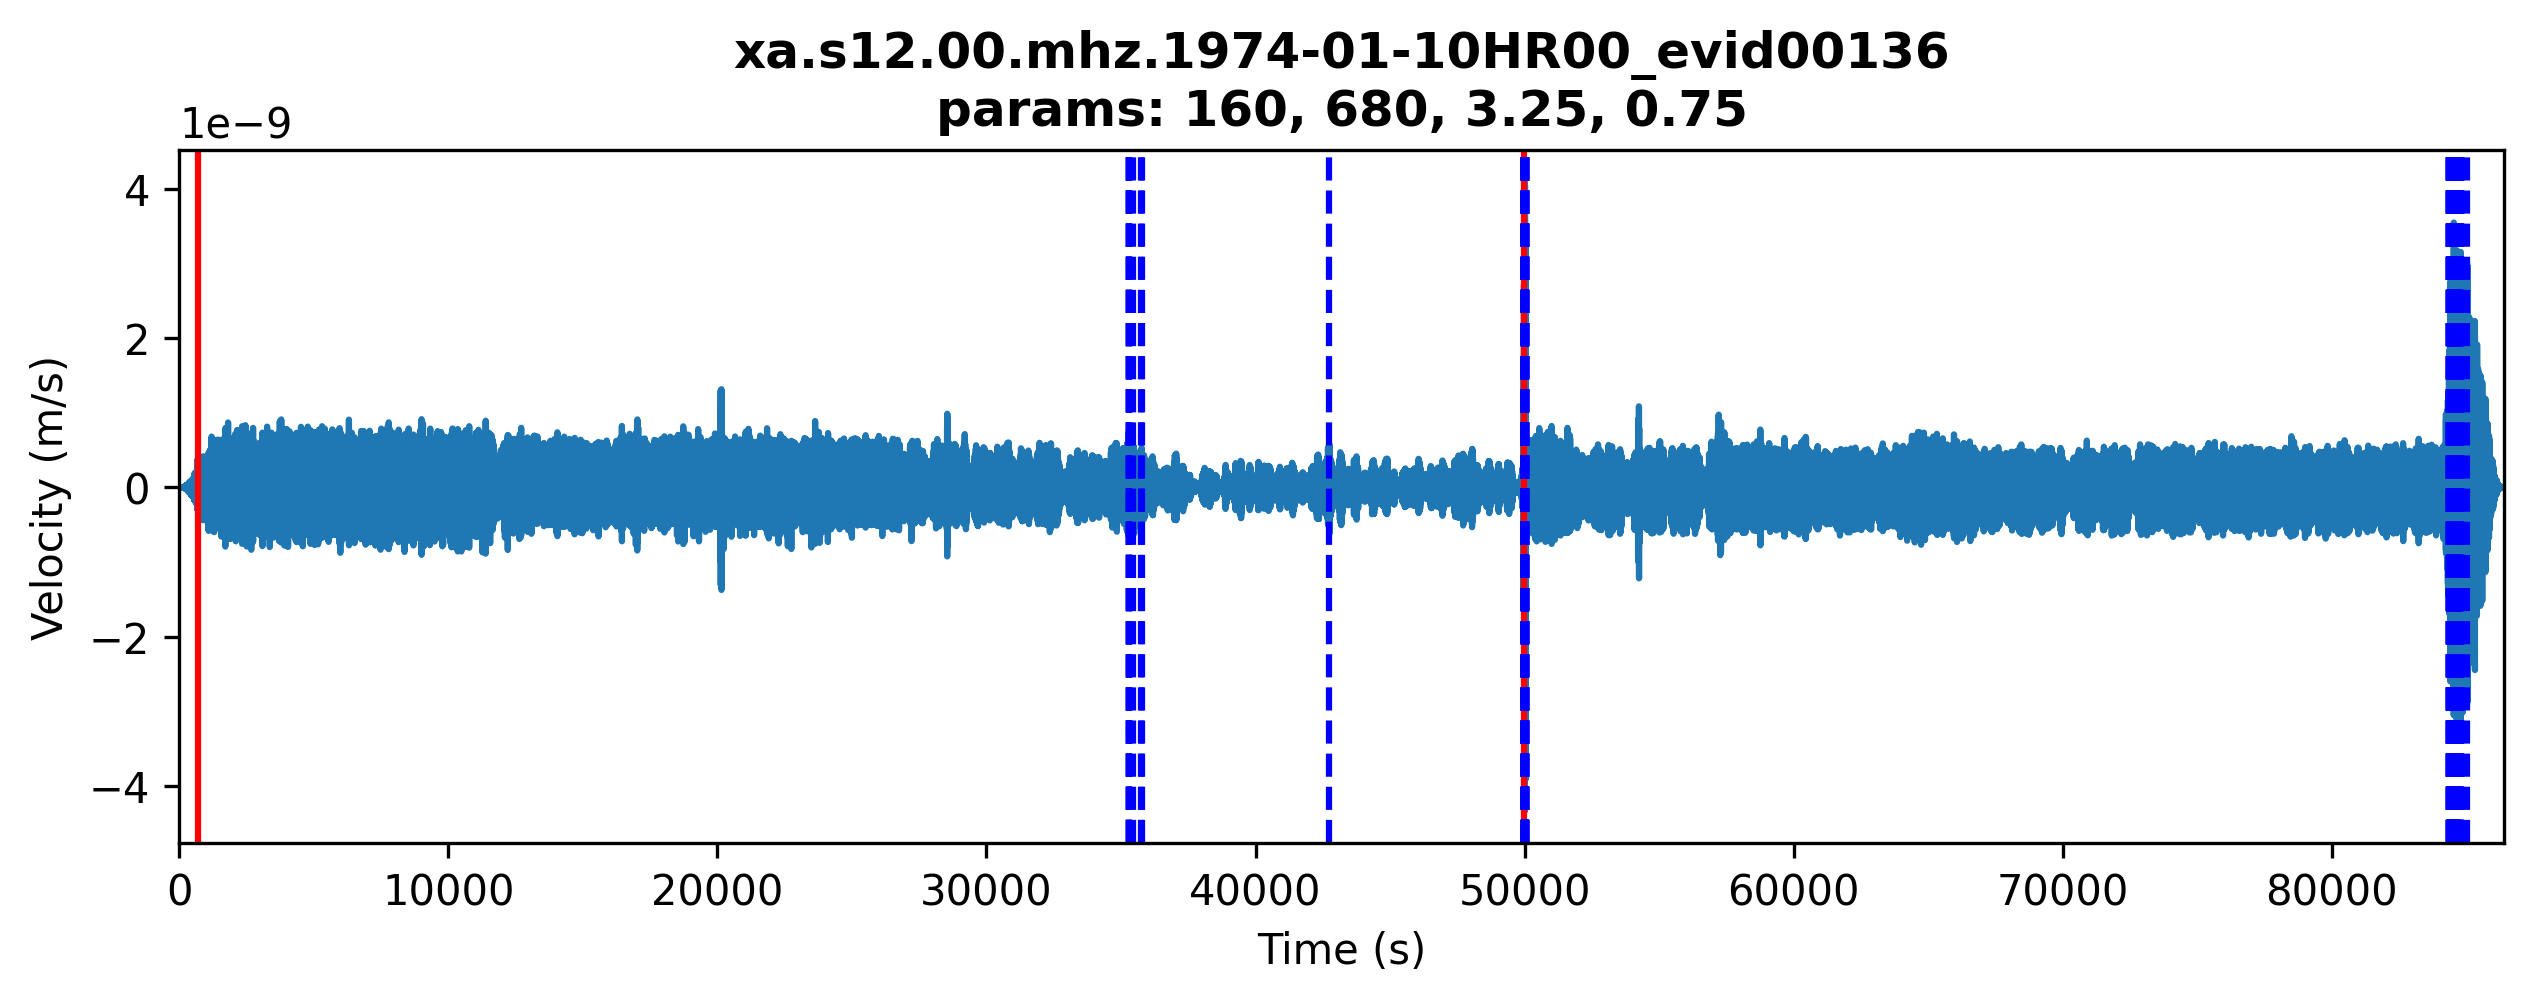 xa.s12.00.mhz.1974-01-10HR00_evid00136
params: 160, 680, 3.25, 0.75
1e−9
4
2
0
−2
−4
Velocity (m/s)
0 10000 20000 30000 40000 50000 60000 70000 80000
Time (s)